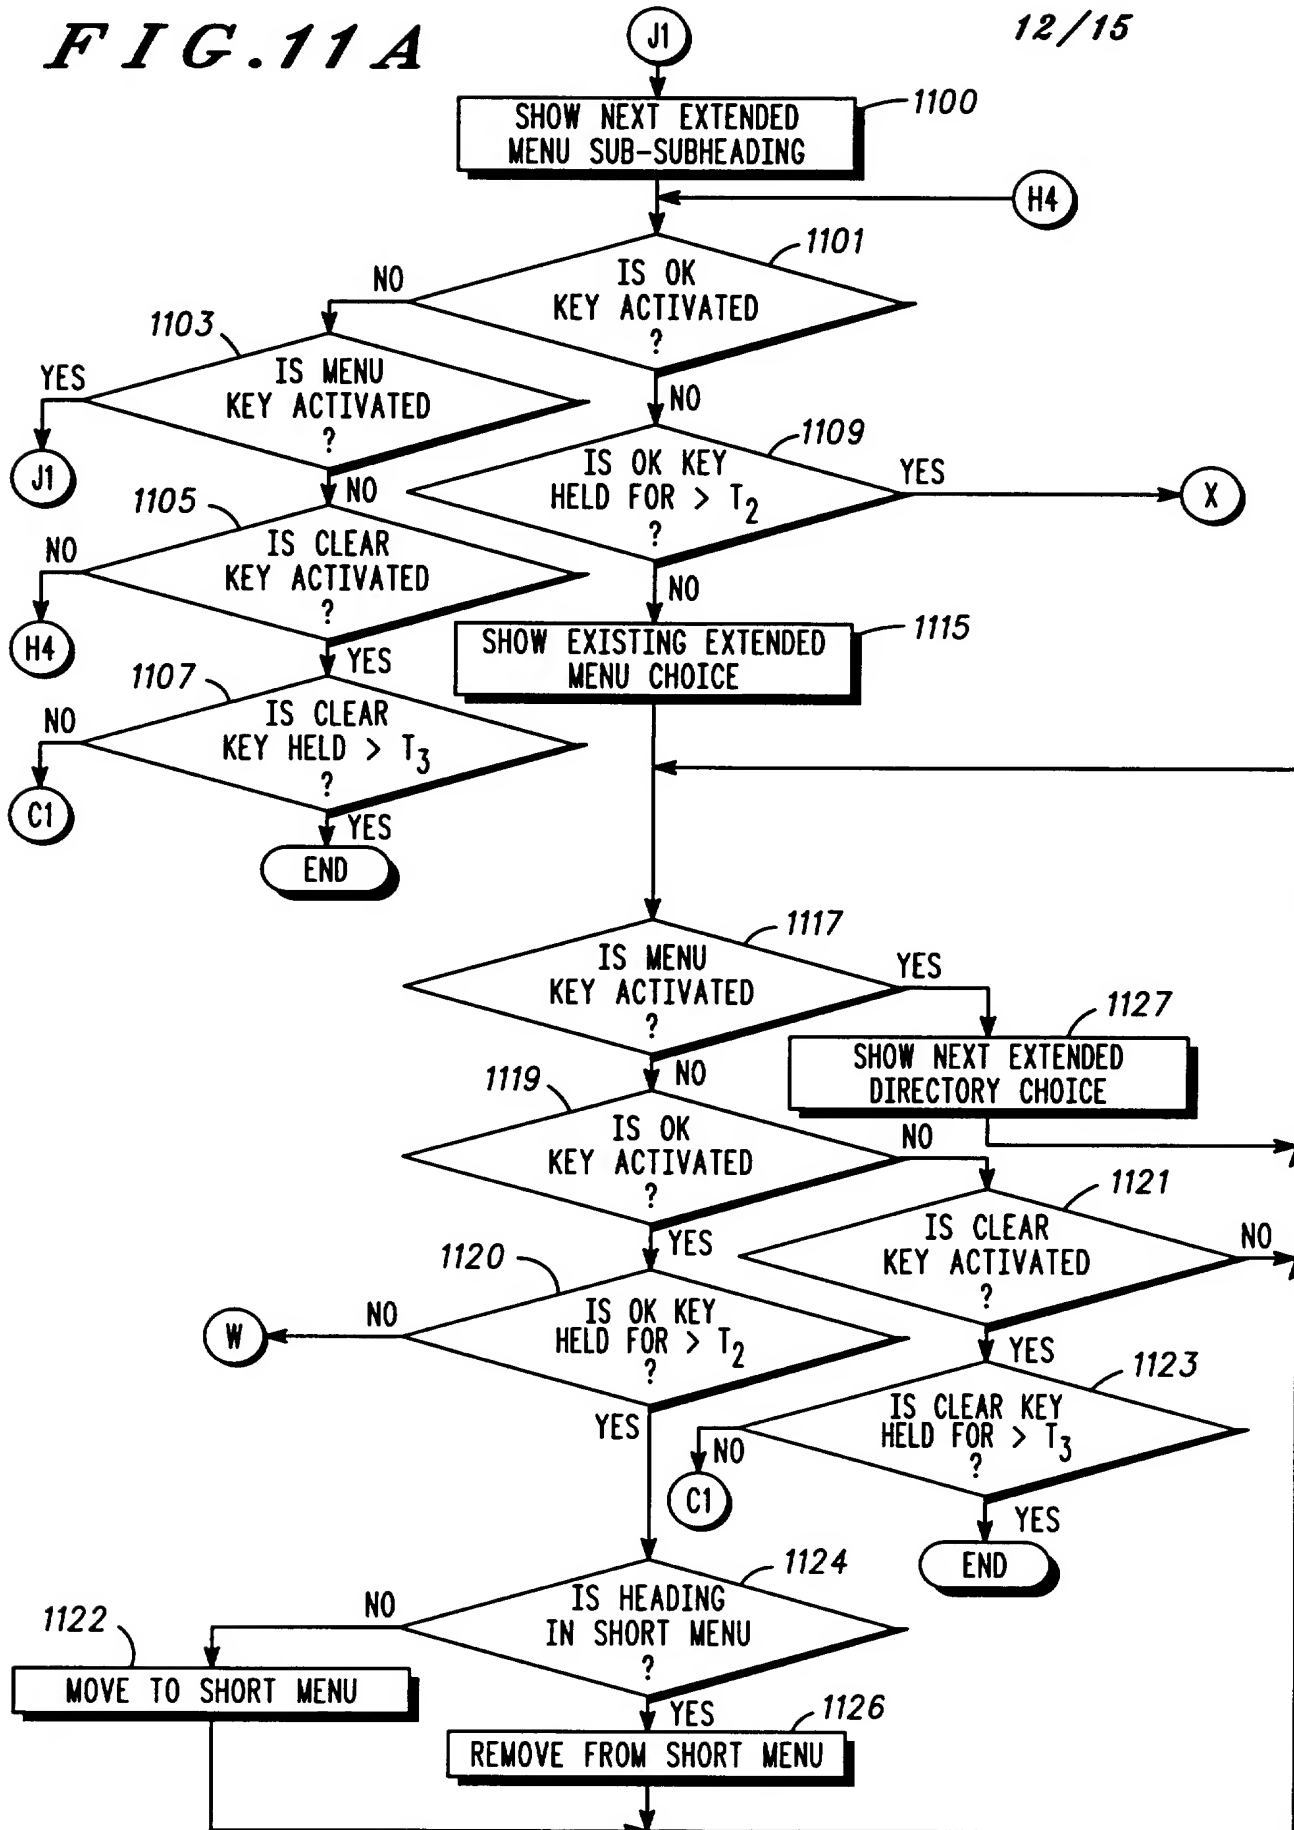 FIG.11A
12/15
J1
1100
SHOW NEXT EXTENDED
MENU SUB-SUBHEADING
H4
1101
IS OK
KEY ACTIVATED
?
NO
NO
1103
IS MENU
KEY ACTIVATED
?
YES
J1
NO
1109
IS OK KEY
HELD FOR > T2
?
YES
X
NO
1105
IS CLEAR
KEY ACTIVATED
?
NO
H4
YES
1115
SHOW EXISTING EXTENDED
MENU CHOICE
1107
IS CLEAR
KEY HELD > T3
?
NO
C1
YES
END
1117
IS MENU
KEY ACTIVATED
?
YES
NO
1127
SHOW NEXT EXTENDED
DIRECTORY CHOICE
1119
IS OK
KEY ACTIVATED
?
NO
YES
1121
IS CLEAR
KEY ACTIVATED
?
NO
YES
1120
IS OK KEY
HELD FOR > T2
?
NO
W
YES
1123
IS CLEAR KEY
HELD FOR > T3
?
NO
C1
YES
END
1124
IS HEADING
IN SHORT MENU
?
NO
YES
1122
MOVE TO SHORT MENU
1126
REMOVE FROM SHORT MENU